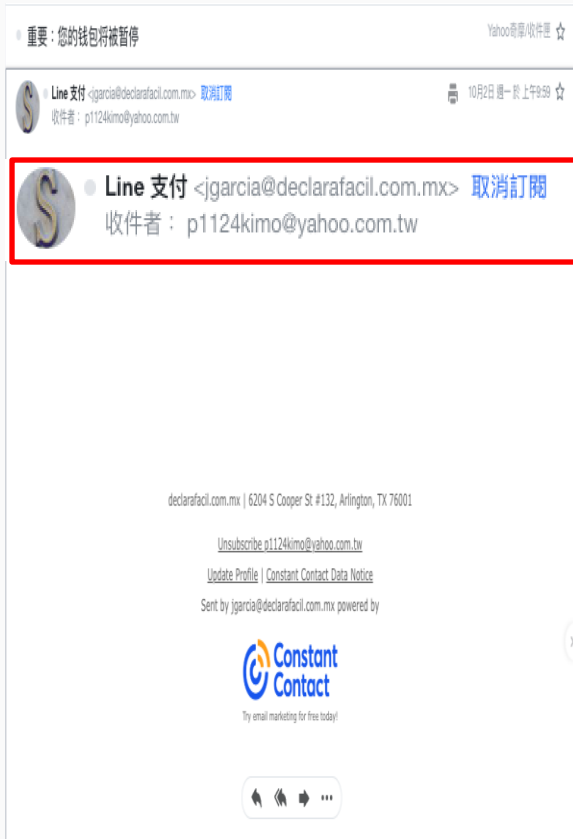 重要：您的钱包将被暂停
Yahoo奇摩/收件匣
Line 支付 <jgarcia@declarafacil.com.mx> 取消訂閱
10月2日 週一 於 上午9:59
收件者： p1124kimo@yahoo.com.tw
Line 支付 <jgarcia@declarafacil.com.mx> 取消訂閱
收件者： p1124kimo@yahoo.com.tw
declarafacil.com.mx | 6204 S Cooper St #132, Arlington, TX 76001
Unsubscribe p1124kimo@yahoo.com.tw
Update Profile | Constant Contact Data Notice
Sent by jgarcia@declarafacil.com.mx powered by
Constant
Contact
Try email marketing for free today!